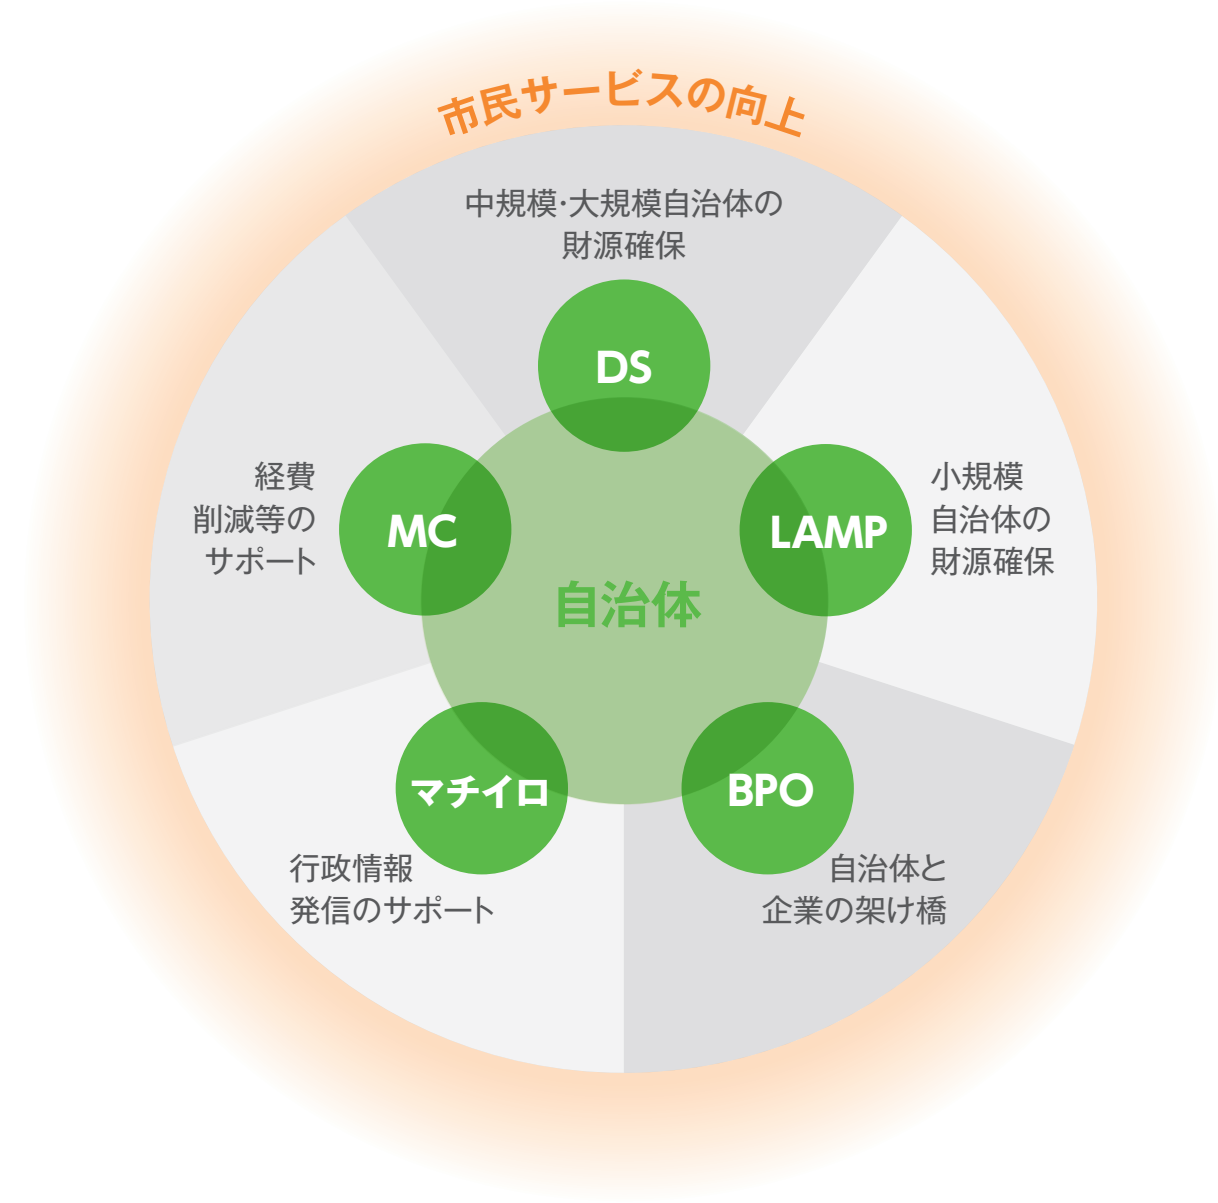 市民サービスの向上
中規模･大規模自治体の
財源確保
DS
経費
削減等の
サポート
MC
LAMP
小規模
自治体の
財源確保
自治体
マチイロ
行政情報
発信のサポート
BPO
自治体と
企業の架け橋